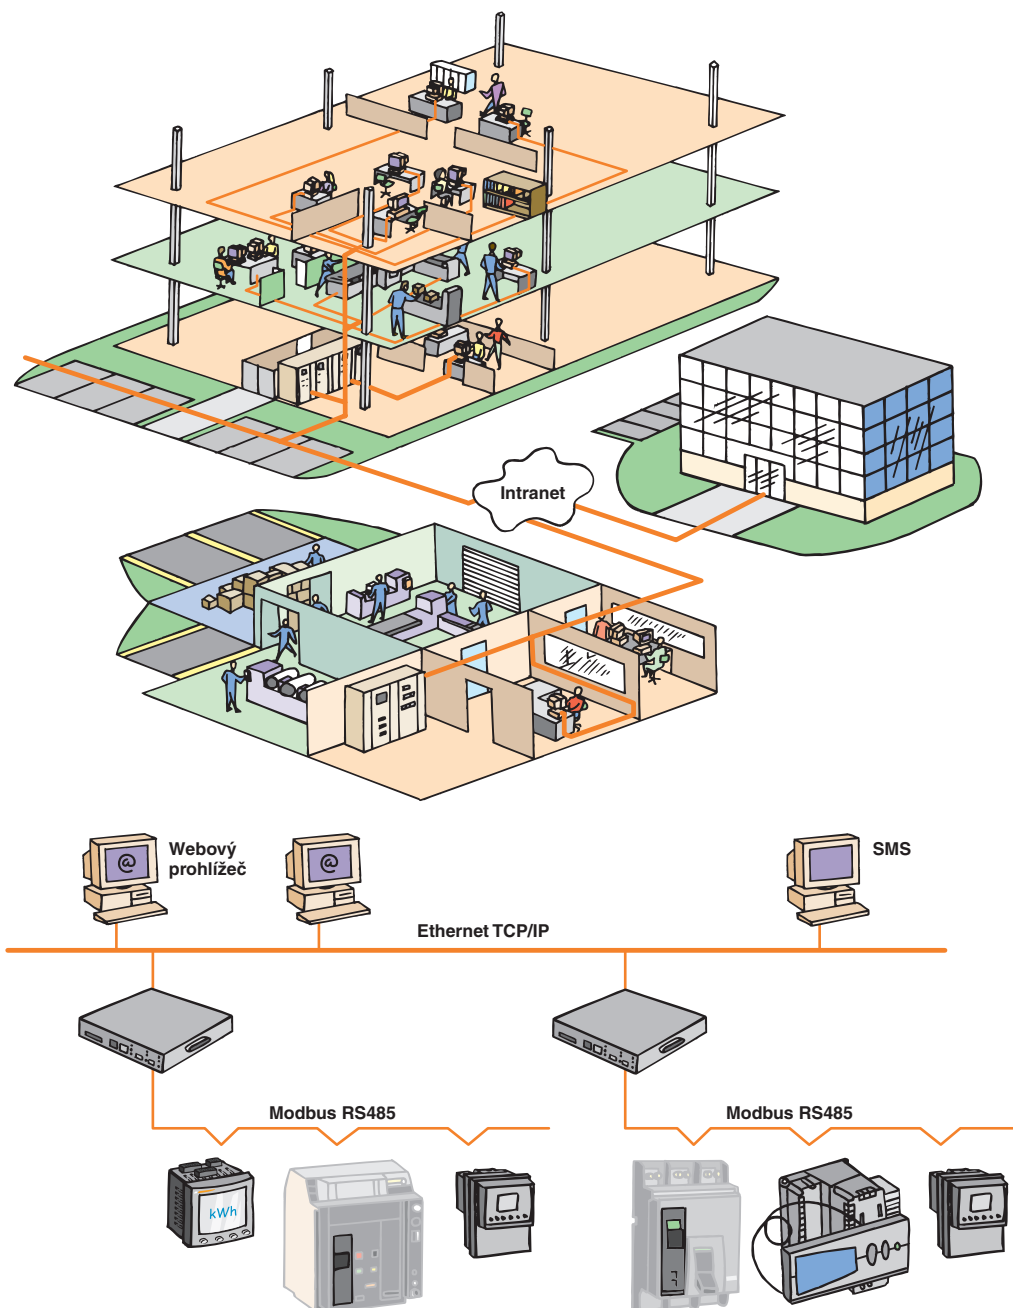 Intranet
Webový
prohlížeč
@
@
SMS
Ethernet TCP/IP
Modbus RS485
Modbus RS485
kWh